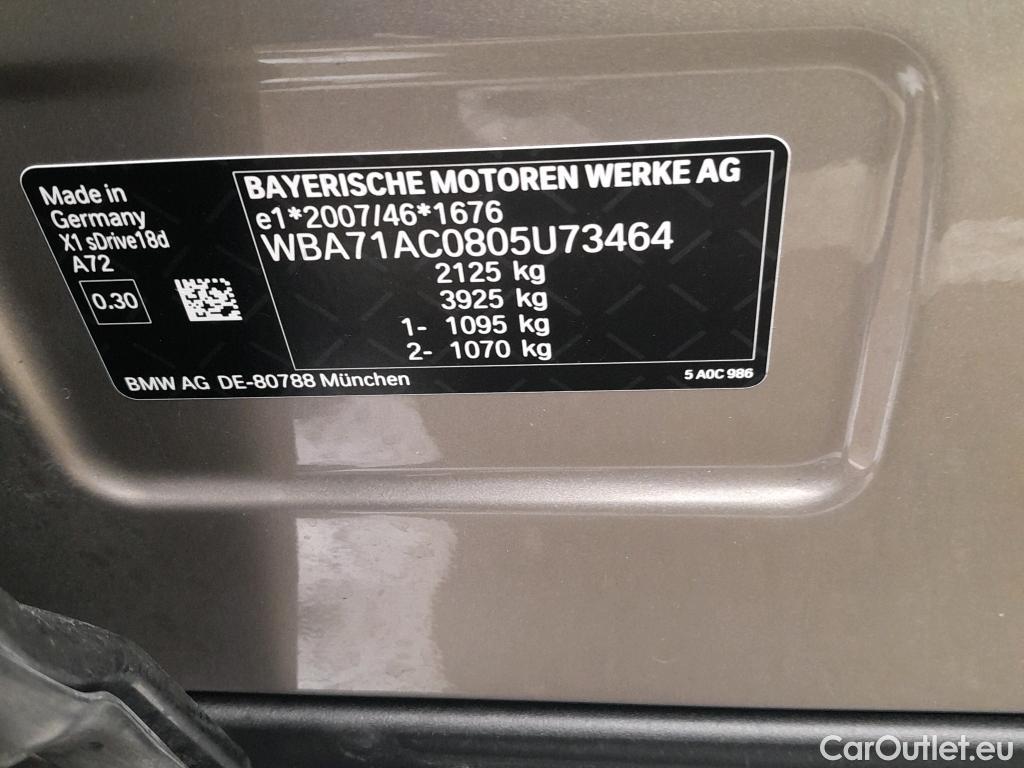 Made in
Germany
X1 sDrive18d
A72
0.30
BAYERISCHE MOTOREN WERKE AG
e1*2007/46*1676
WBA71AC0805U73464
2125 kg
3925 kg
1- 1095 kg
2- 1070 kg
BMW AG DE-80788 München
5 A0C 986
CarOutlet.eu